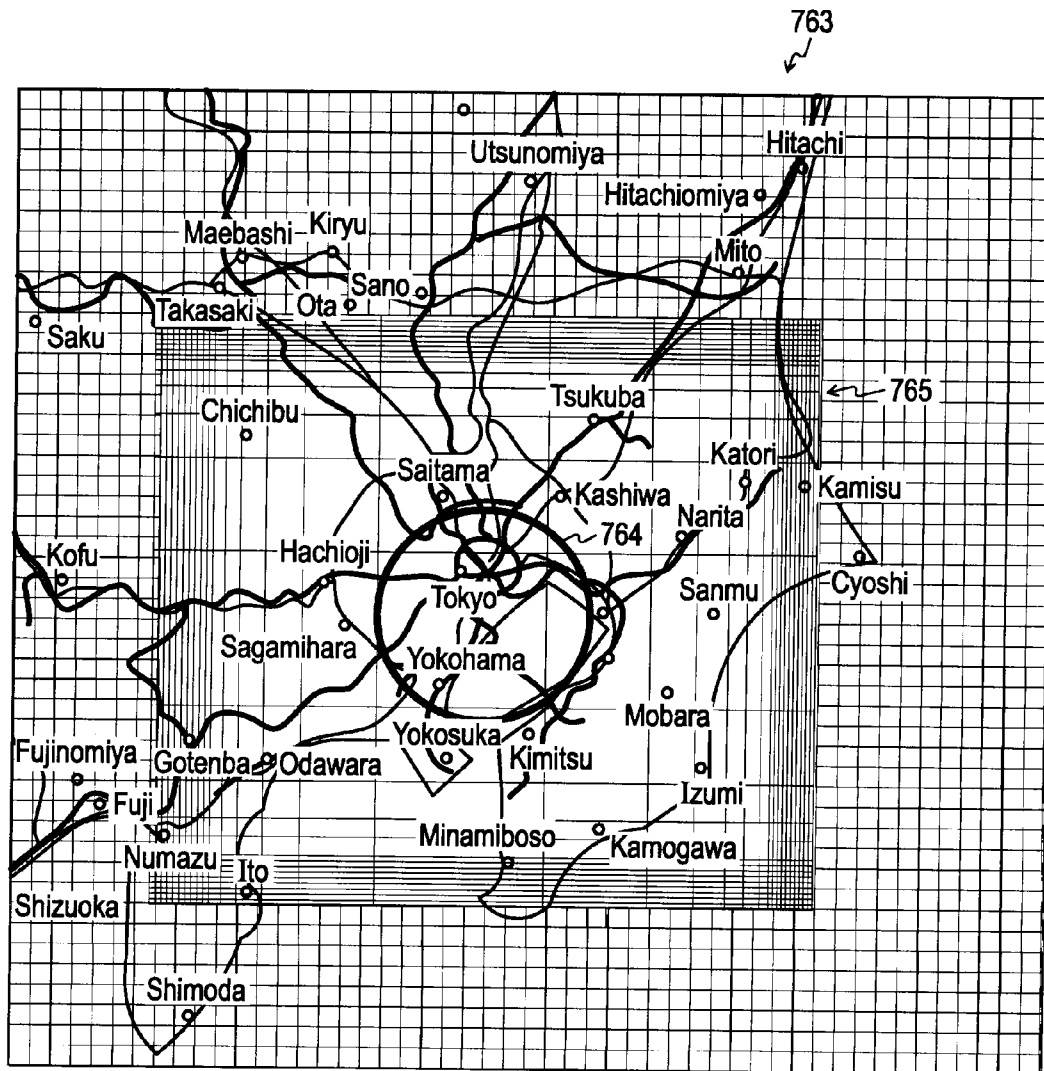 763
Utsunomiya
Hitachi
Hitachiomiya
Maebashi
Kiryu
Mito
Sano
Takasaki
Ota
Saku
765
Chichibu
Tsukuba
Katori
Saitama
Kashiwa
Kamisu
Narita
764
Hachioji
Kofu
Cyoshi
Tokyo
Sanmu
Sagamihara
Yokohama
Mobara
Yokosuka
Kimitsu
Fujinomiya
Gotenba
Odawara
Izumi
Fuji
Minamiboso
Kamogawa
Numazu
Ito
Shizuoka
Shimoda